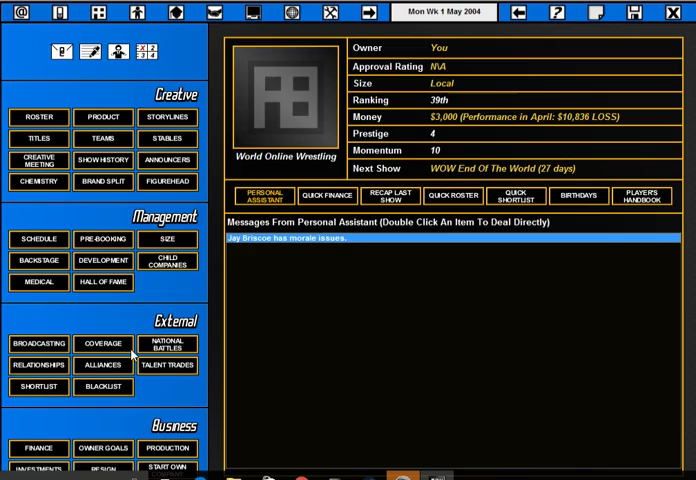 Mon Wk 1 May 2004
Creative
ROSTER
PRODUCT
STORYLINES
TITLES
TEAMS
STABLES
CREATIVE MEETING
SHOW HISTORY
ANNOUNCERS
CHEMISTRY
BRAND SPLIT
FIGUREHEAD
Management
SCHEDULE
PRE-BOOKING
SIZE
BACKSTAGE
DEVELOPMENT
CHILD COMPANIES
MEDICAL
HALL OF FAME
External
BROADCASTING
COVERAGE
NATIONAL BATTLES
RELATIONSHIPS
ALLIANCES
TALENT TRADES
SHORTLIST
BLACKLIST
Business
FINANCE
OWNER GOALS
PRODUCTION
INVESTMENTS
RESIGN
START OWN
World Online Wrestling
Owner You
Approval Rating N\A
Size Local
Ranking 39th
Money $3,000 (Performance in April: $10,836 LOSS)
Prestige 4
Momentum 10
Next Show WOW End Of The World (27 days)
PERSONAL ASSISTANT
QUICK FINANCE
RECAP LAST SHOW
QUICK ROSTER
QUICK SHORTLIST
BIRTHDAYS
PLAYER'S HANDBOOK
Messages From Personal Assistant (Double Click An Item To Deal Directly)
Jay Briscoe has morale issues.